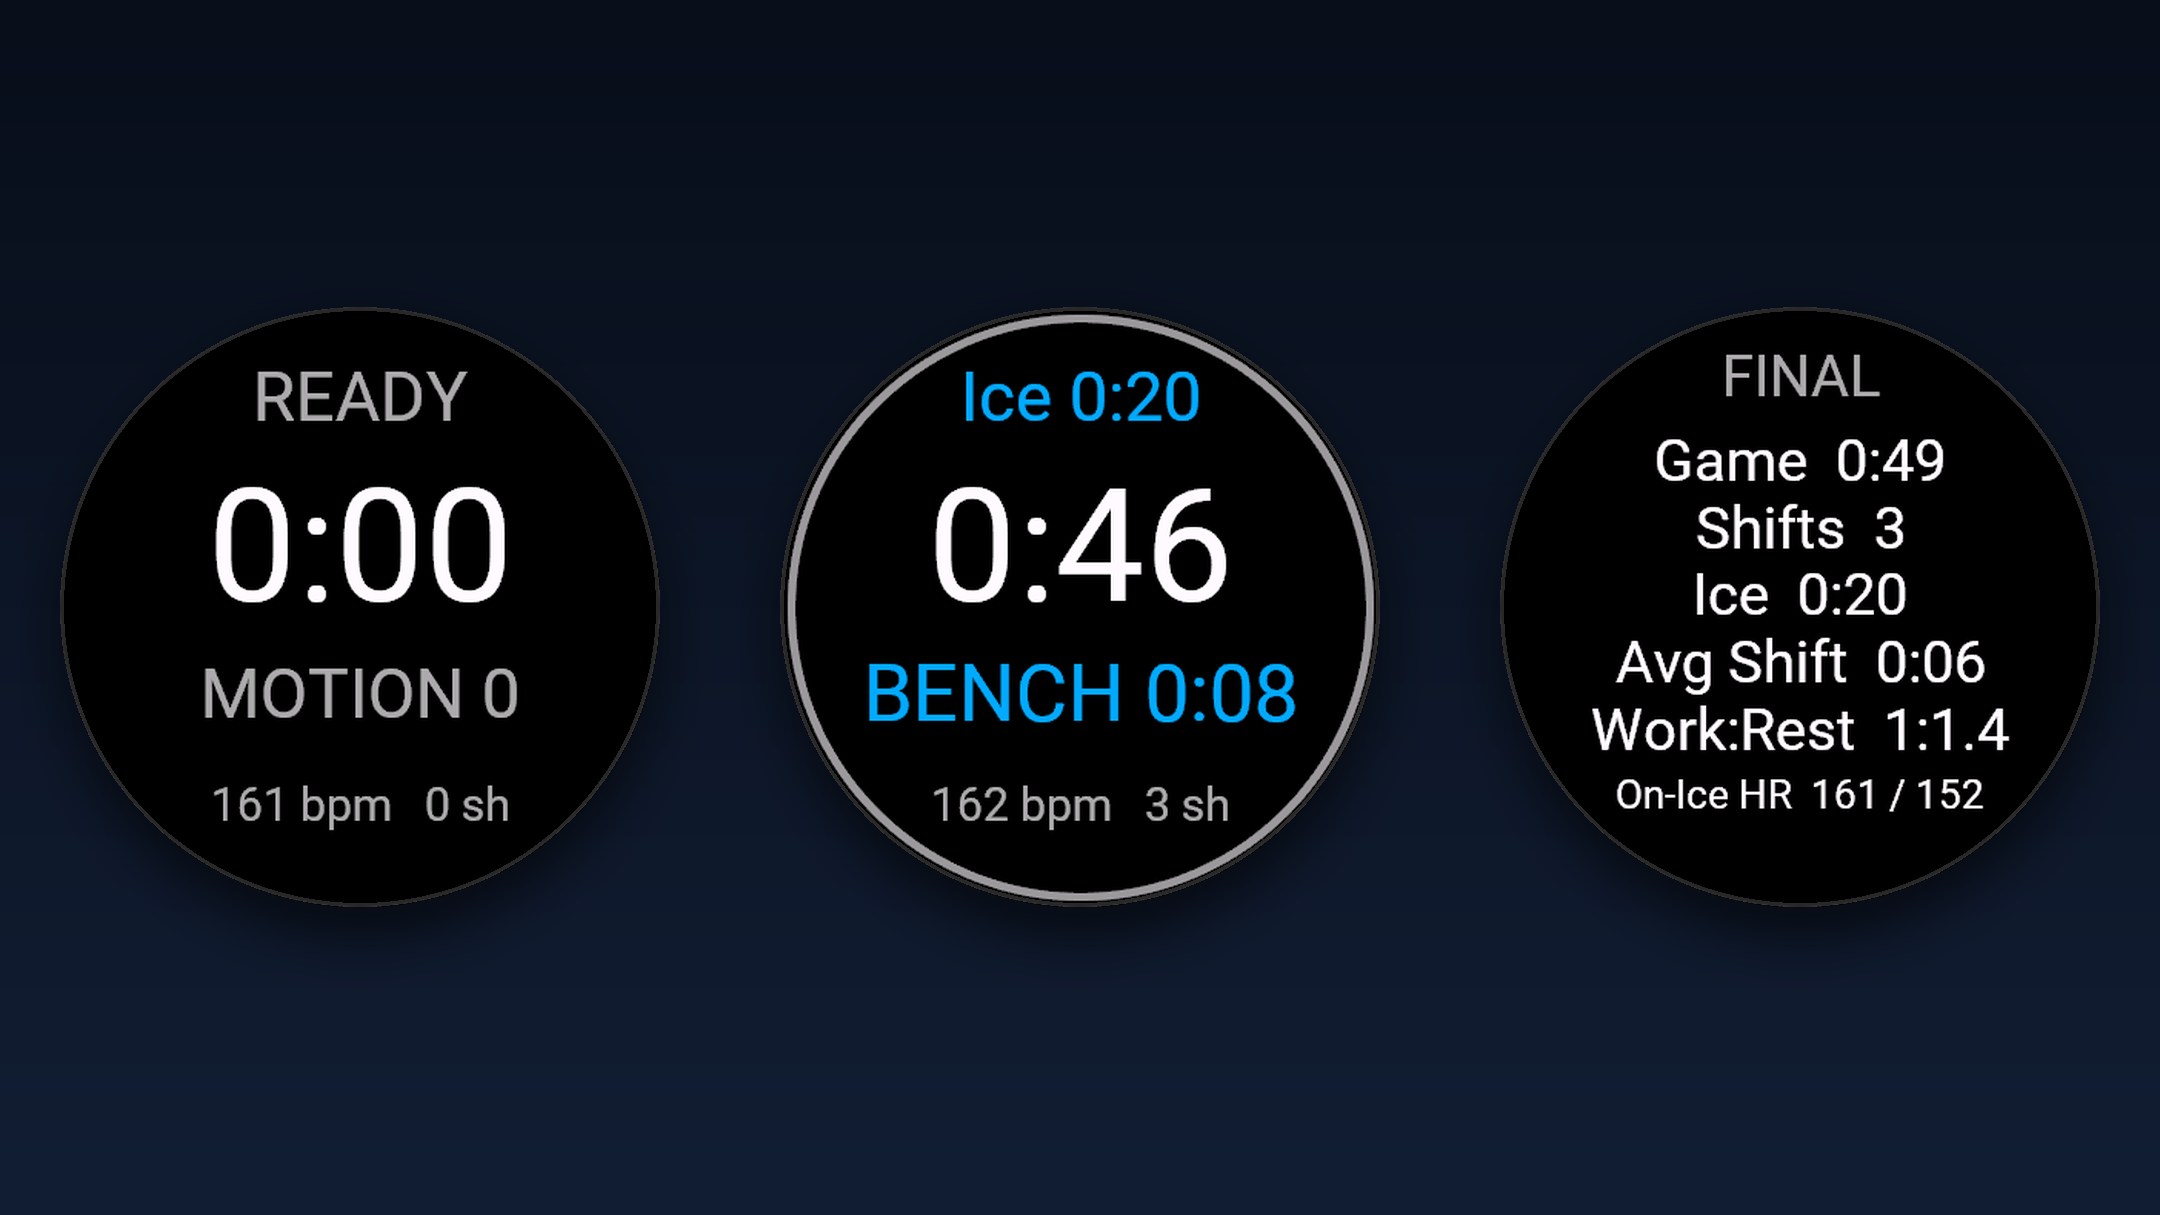 READY
0:00
MOTION 0
161 bpm 0 sh
Ice 0:20
0:46
BENCH 0:08
162 bpm 3 sh
FINAL
Game 0:49
Shifts 3
Ice 0:20
Avg Shift 0:06
Work:Rest 1:1.4
On-Ice HR 161 / 152